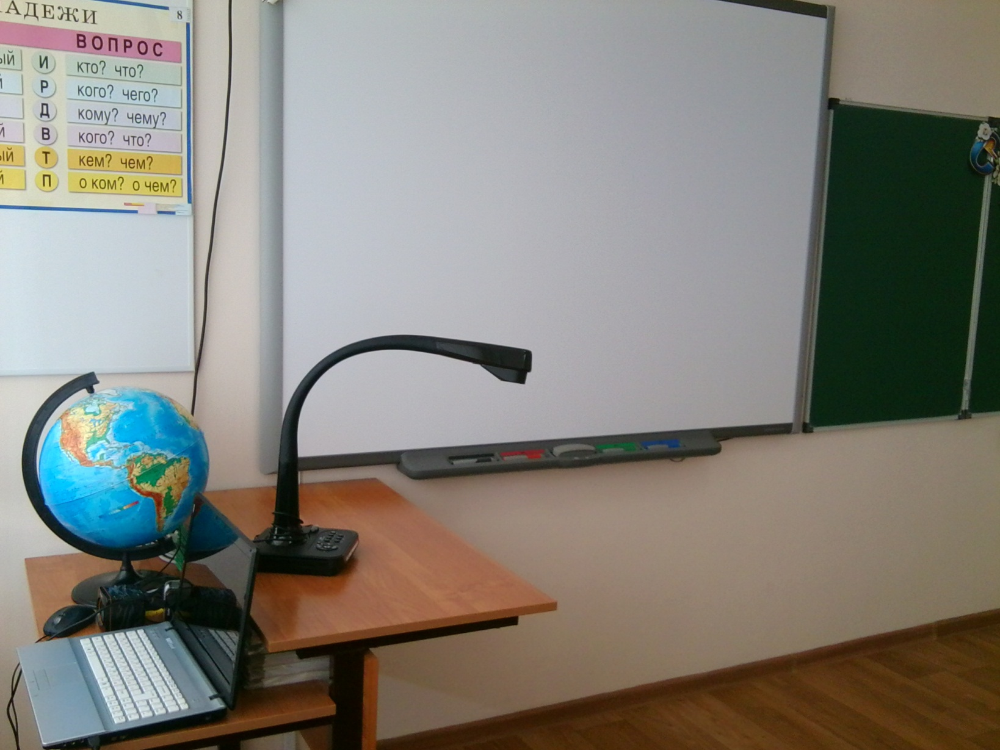 АДЕЖИ
8
ВОПРОС
ый И кто? что?
й Р кого? чего?
Д кому? чему?
й В кого? что?
ый Т кем? чем?
й П о ком? о чем?